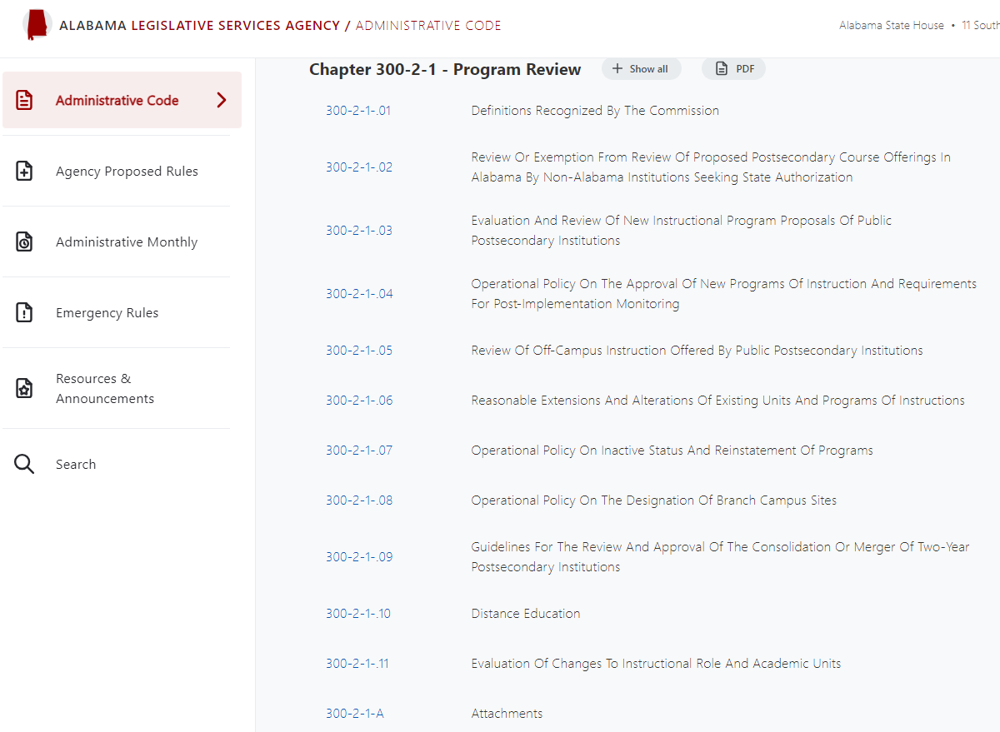 ALABAMA LEGISLATIVE SERVICES AGENCY / ADMINISTRATIVE CODE
Alabama State House • 11 South
Administrative Code
Agency Proposed Rules
Administrative Monthly
Emergency Rules
Resources &
Announcements
Search
Chapter 300-2-1 - Program Review
+ Show all
PDF
300-2-1-.01 Definitions Recognized By The Commission
300-2-1-.02 Review Or Exemption From Review Of Proposed Postsecondary Course Offerings In
Alabama By Non-Alabama Institutions Seeking State Authorization
300-2-1-.03 Evaluation And Review Of New Instructional Program Proposals Of Public
Postsecondary Institutions
300-2-1-.04 Operational Policy On The Approval Of New Programs Of Instruction And Requirements
For Post-Implementation Monitoring
300-2-1-.05 Review Of Off-Campus Instruction Offered By Public Postsecondary Institutions
300-2-1-.06 Reasonable Extensions And Alterations Of Existing Units And Programs Of Instructions
300-2-1-.07 Operational Policy On Inactive Status And Reinstatement Of Programs
300-2-1-.08 Operational Policy On The Designation Of Branch Campus Sites
300-2-1-.09 Guidelines For The Review And Approval Of The Consolidation Or Merger Of Two-Year
Postsecondary Institutions
300-2-1-.10 Distance Education
300-2-1-.11 Evaluation Of Changes To Instructional Role And Academic Units
300-2-1-A Attachments